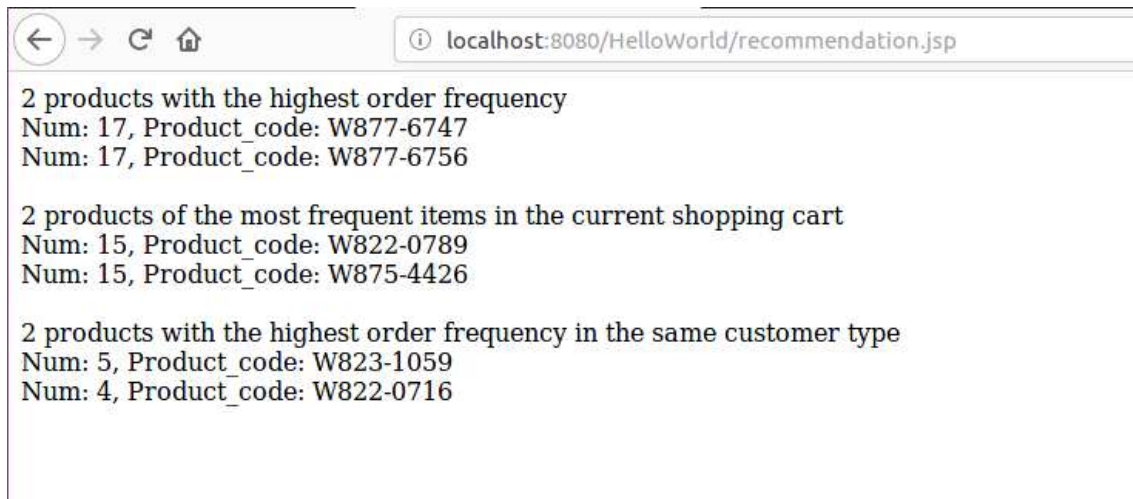 localhost:8080/HelloWorld/recommendation.jsp
2 products with the highest order frequency
Num: 17, Product_code: W877-6747
Num: 17, Product_code: W877-6756
2 products of the most frequent items in the current shopping cart
Num: 15, Product_code: W822-0789
Num: 15, Product_code: W875-4426
2 products with the highest order frequency in the same customer type
Num: 5, Product_code: W823-1059
Num: 4, Product_code: W822-0716